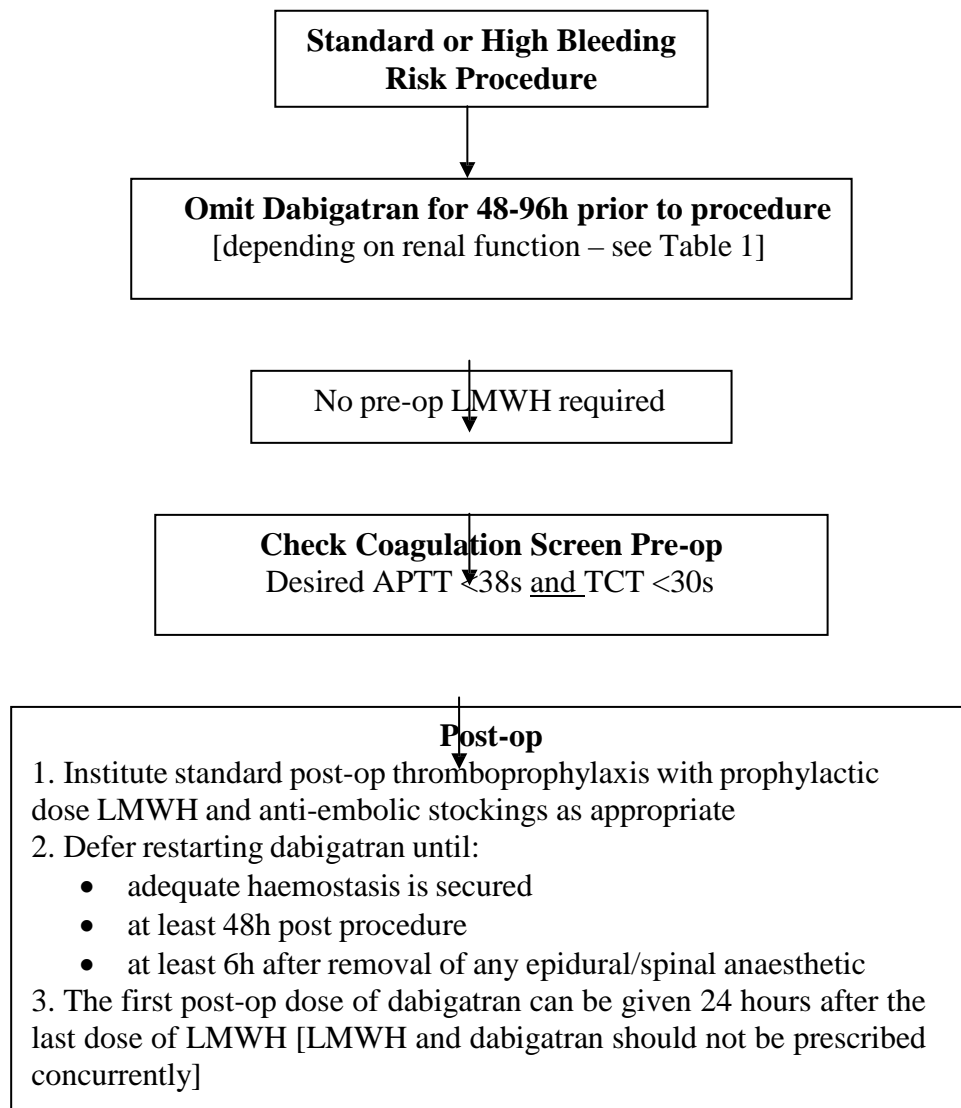 Standard or High Bleeding
Risk Procedure
Omit Dabigatran for 48-96h prior to procedure
[depending on renal function – see Table 1]
No pre-op LMWH required
Check Coagulation Screen Pre-op
Desired APTT <38s and TCT <30s
Post-op
1. Institute standard post-op thromboprophylaxis with prophylactic
dose LMWH and anti-embolic stockings as appropriate
2. Defer restarting dabigatran until:
• adequate haemostasis is secured
• at least 48h post procedure
• at least 6h after removal of any epidural/spinal anaesthetic
3. The first post-op dose of dabigatran can be given 24 hours after the
last dose of LMWH [LMWH and dabigatran should not be prescribed
concurrently]